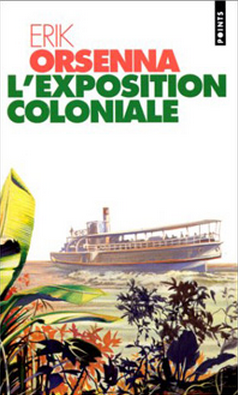 POINTS
ERIK
ORSENNA
L'EXPOSITION
COLONIALE